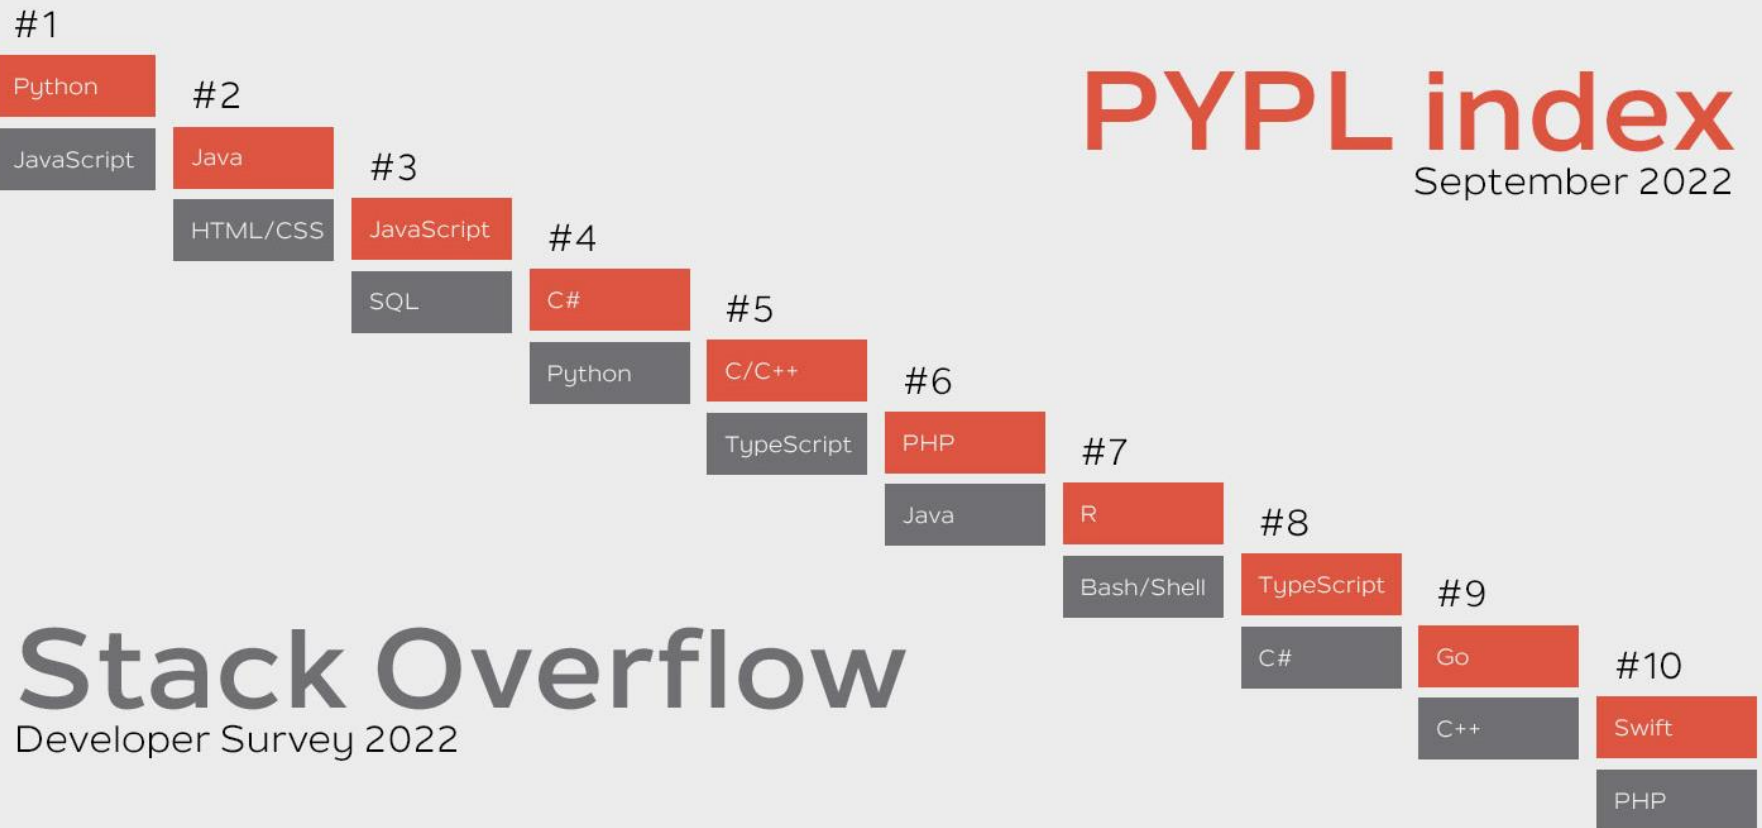 #1
Python
JavaScript
#2
Java
HTML/CSS
#3
JavaScript
SQL
#4
C#
Python
#5
C/C++
TypeScript
#6
PHP
Java
#7
R
Bash/Shell
#8
TypeScript
C#
#9
Go
C++
#10
Swift
PHP
PYPL index
September 2022
Stack Overflow
Developer Survey 2022